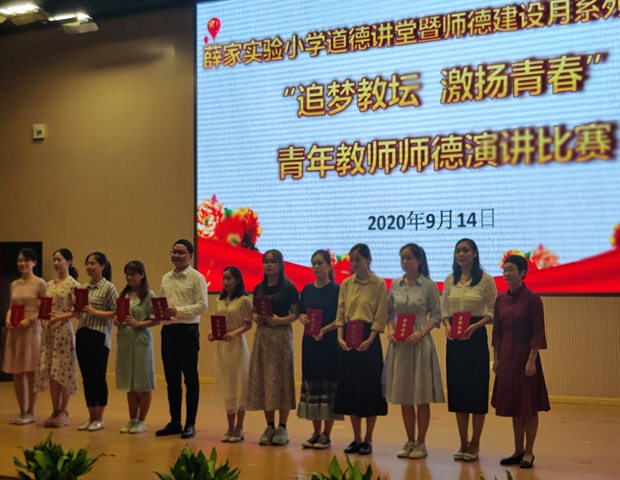 薛家实验小学道德讲堂暨师德建设月系列
“追梦教坛 激扬青春”
青年教师师德演讲比赛
2020年9月14日